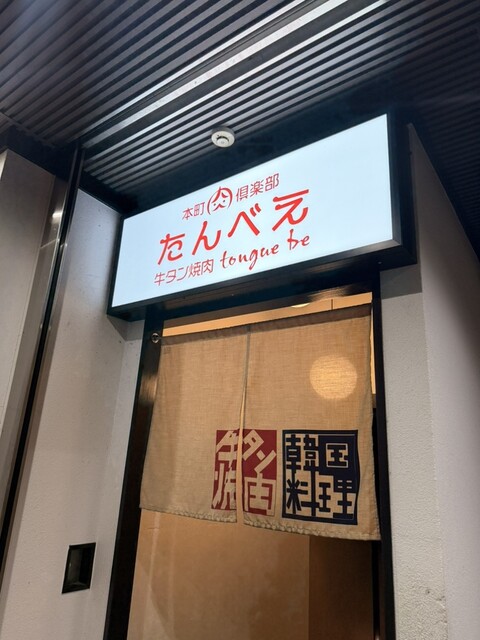 本町 肉 倶楽部
たんべえ
牛タン焼肉 tongue be
牛タン
焼肉
韓国
料理